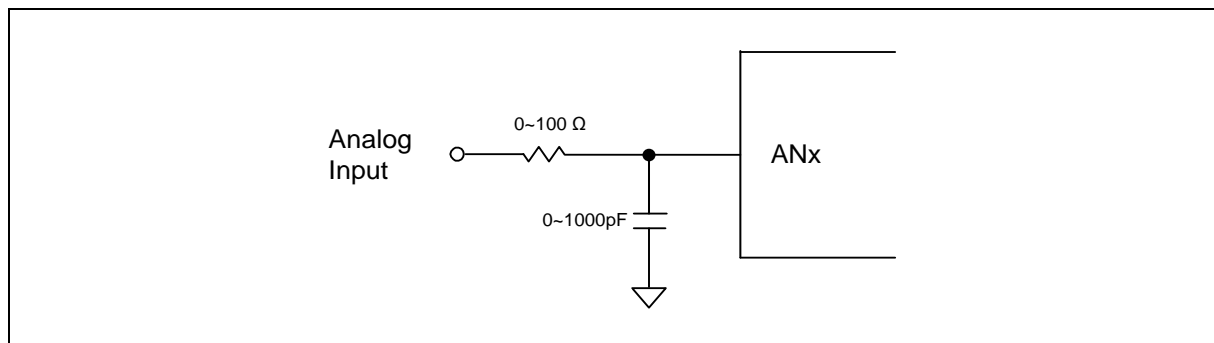 0~100 Ω
Analog
Input
ANx
0~1000pF